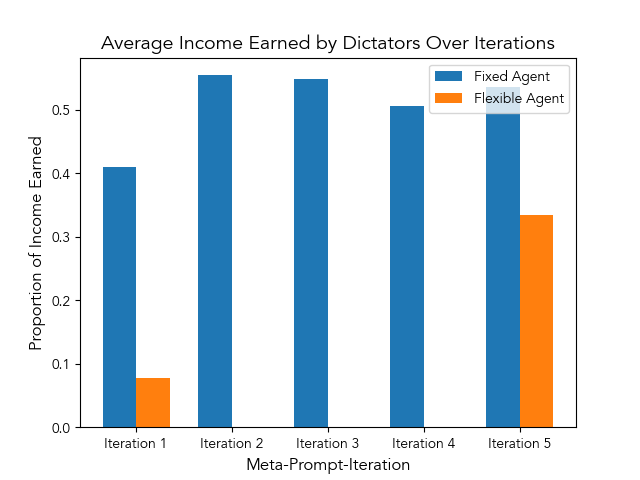 Average Income Earned by Dictators Over Iterations
Fixed Agent
Flexible Agent
Proportion of Income Earned
0.5
0.4
0.3
0.2
0.1
0.0
Iteration 1 Iteration 2 Iteration 3 Iteration 4 Iteration 5
Meta-Prompt-Iteration